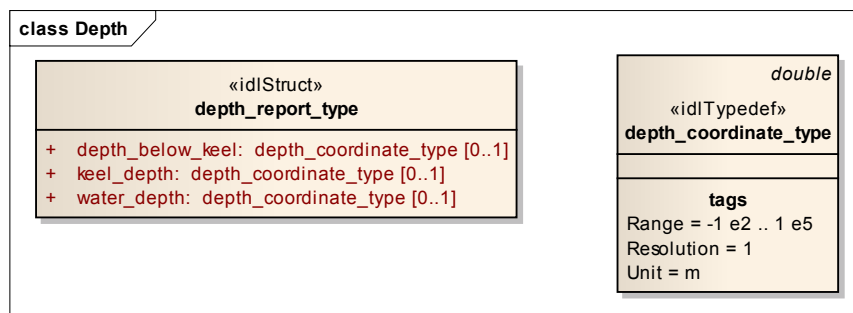 class Depth
«idlStruct»
depth_report_type
+ depth_below_keel: depth_coordinate_type [0..1]
+ keel_depth: depth_coordinate_type [0..1]
+ water_depth: depth_coordinate_type [0..1]
double
«idlTypedef»
depth_coordinate_type
tags
Range = -1 e2 .. 1 e5
Resolution = 1
Unit = m